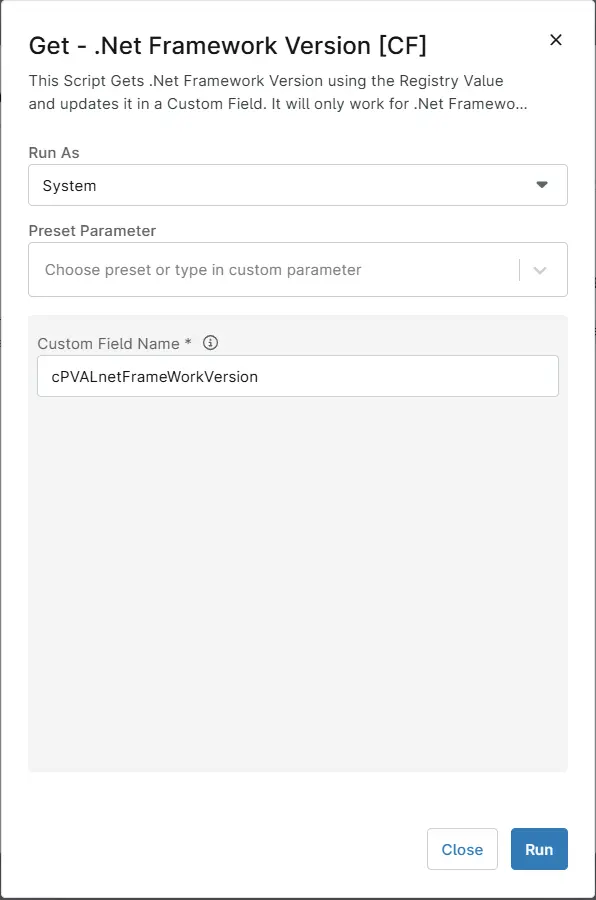 Get - .Net Framework Version [CF]
This Script Gets .Net Framework Version using the Registry Value
and updates it in a Custom Field. It will only work for .Net Framewo...
Run As
System
Preset Parameter
Choose preset or type in custom parameter
Custom Field Name *
cPVALnetFrameWorkVersion
Close Run